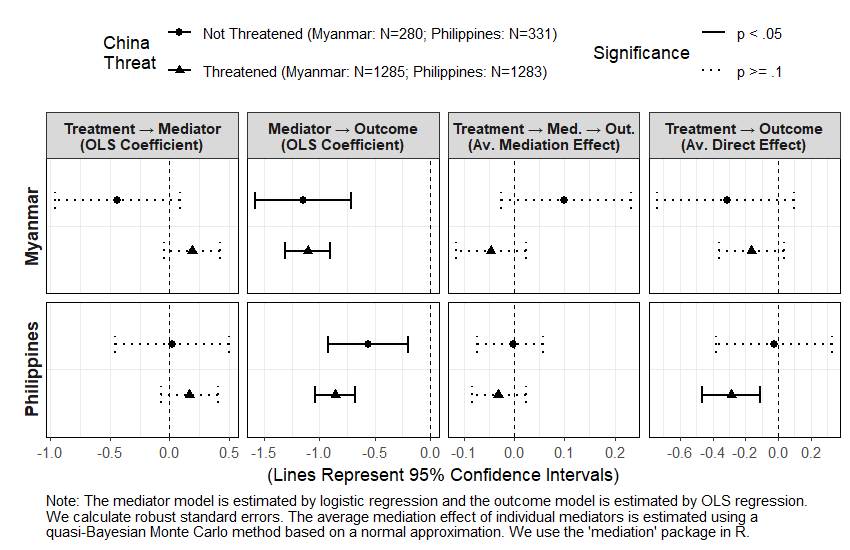 China
Threat
Not Threatened (Myanmar: N=280; Philippines: N=331)
Threatened (Myanmar: N=1285; Philippines: N=1283)
Significance
p < .05
p >= .1
Treatment → Mediator
(OLS Coefficient)
Mediator → Outcome
(OLS Coefficient)
Treatment → Med. → Out.
(Av. Mediation Effect)
Treatment → Outcome
(Av. Direct Effect)
Myanmar
Philippines
-1.0 -0.5 0.0 0.5
-1.5 -1.0 -0.5 0.0
-0.1 0.0 0.1 0.2
-0.6 -0.4 -0.2 0.0 0.2
(Lines Represent 95% Confidence Intervals)
Note: The mediator model is estimated by logistic regression and the outcome model is estimated by OLS regression.
We calculate robust standard errors. The average mediation effect of individual mediators is estimated using a
quasi-Bayesian Monte Carlo method based on a normal approximation. We use the 'mediation' package in R.